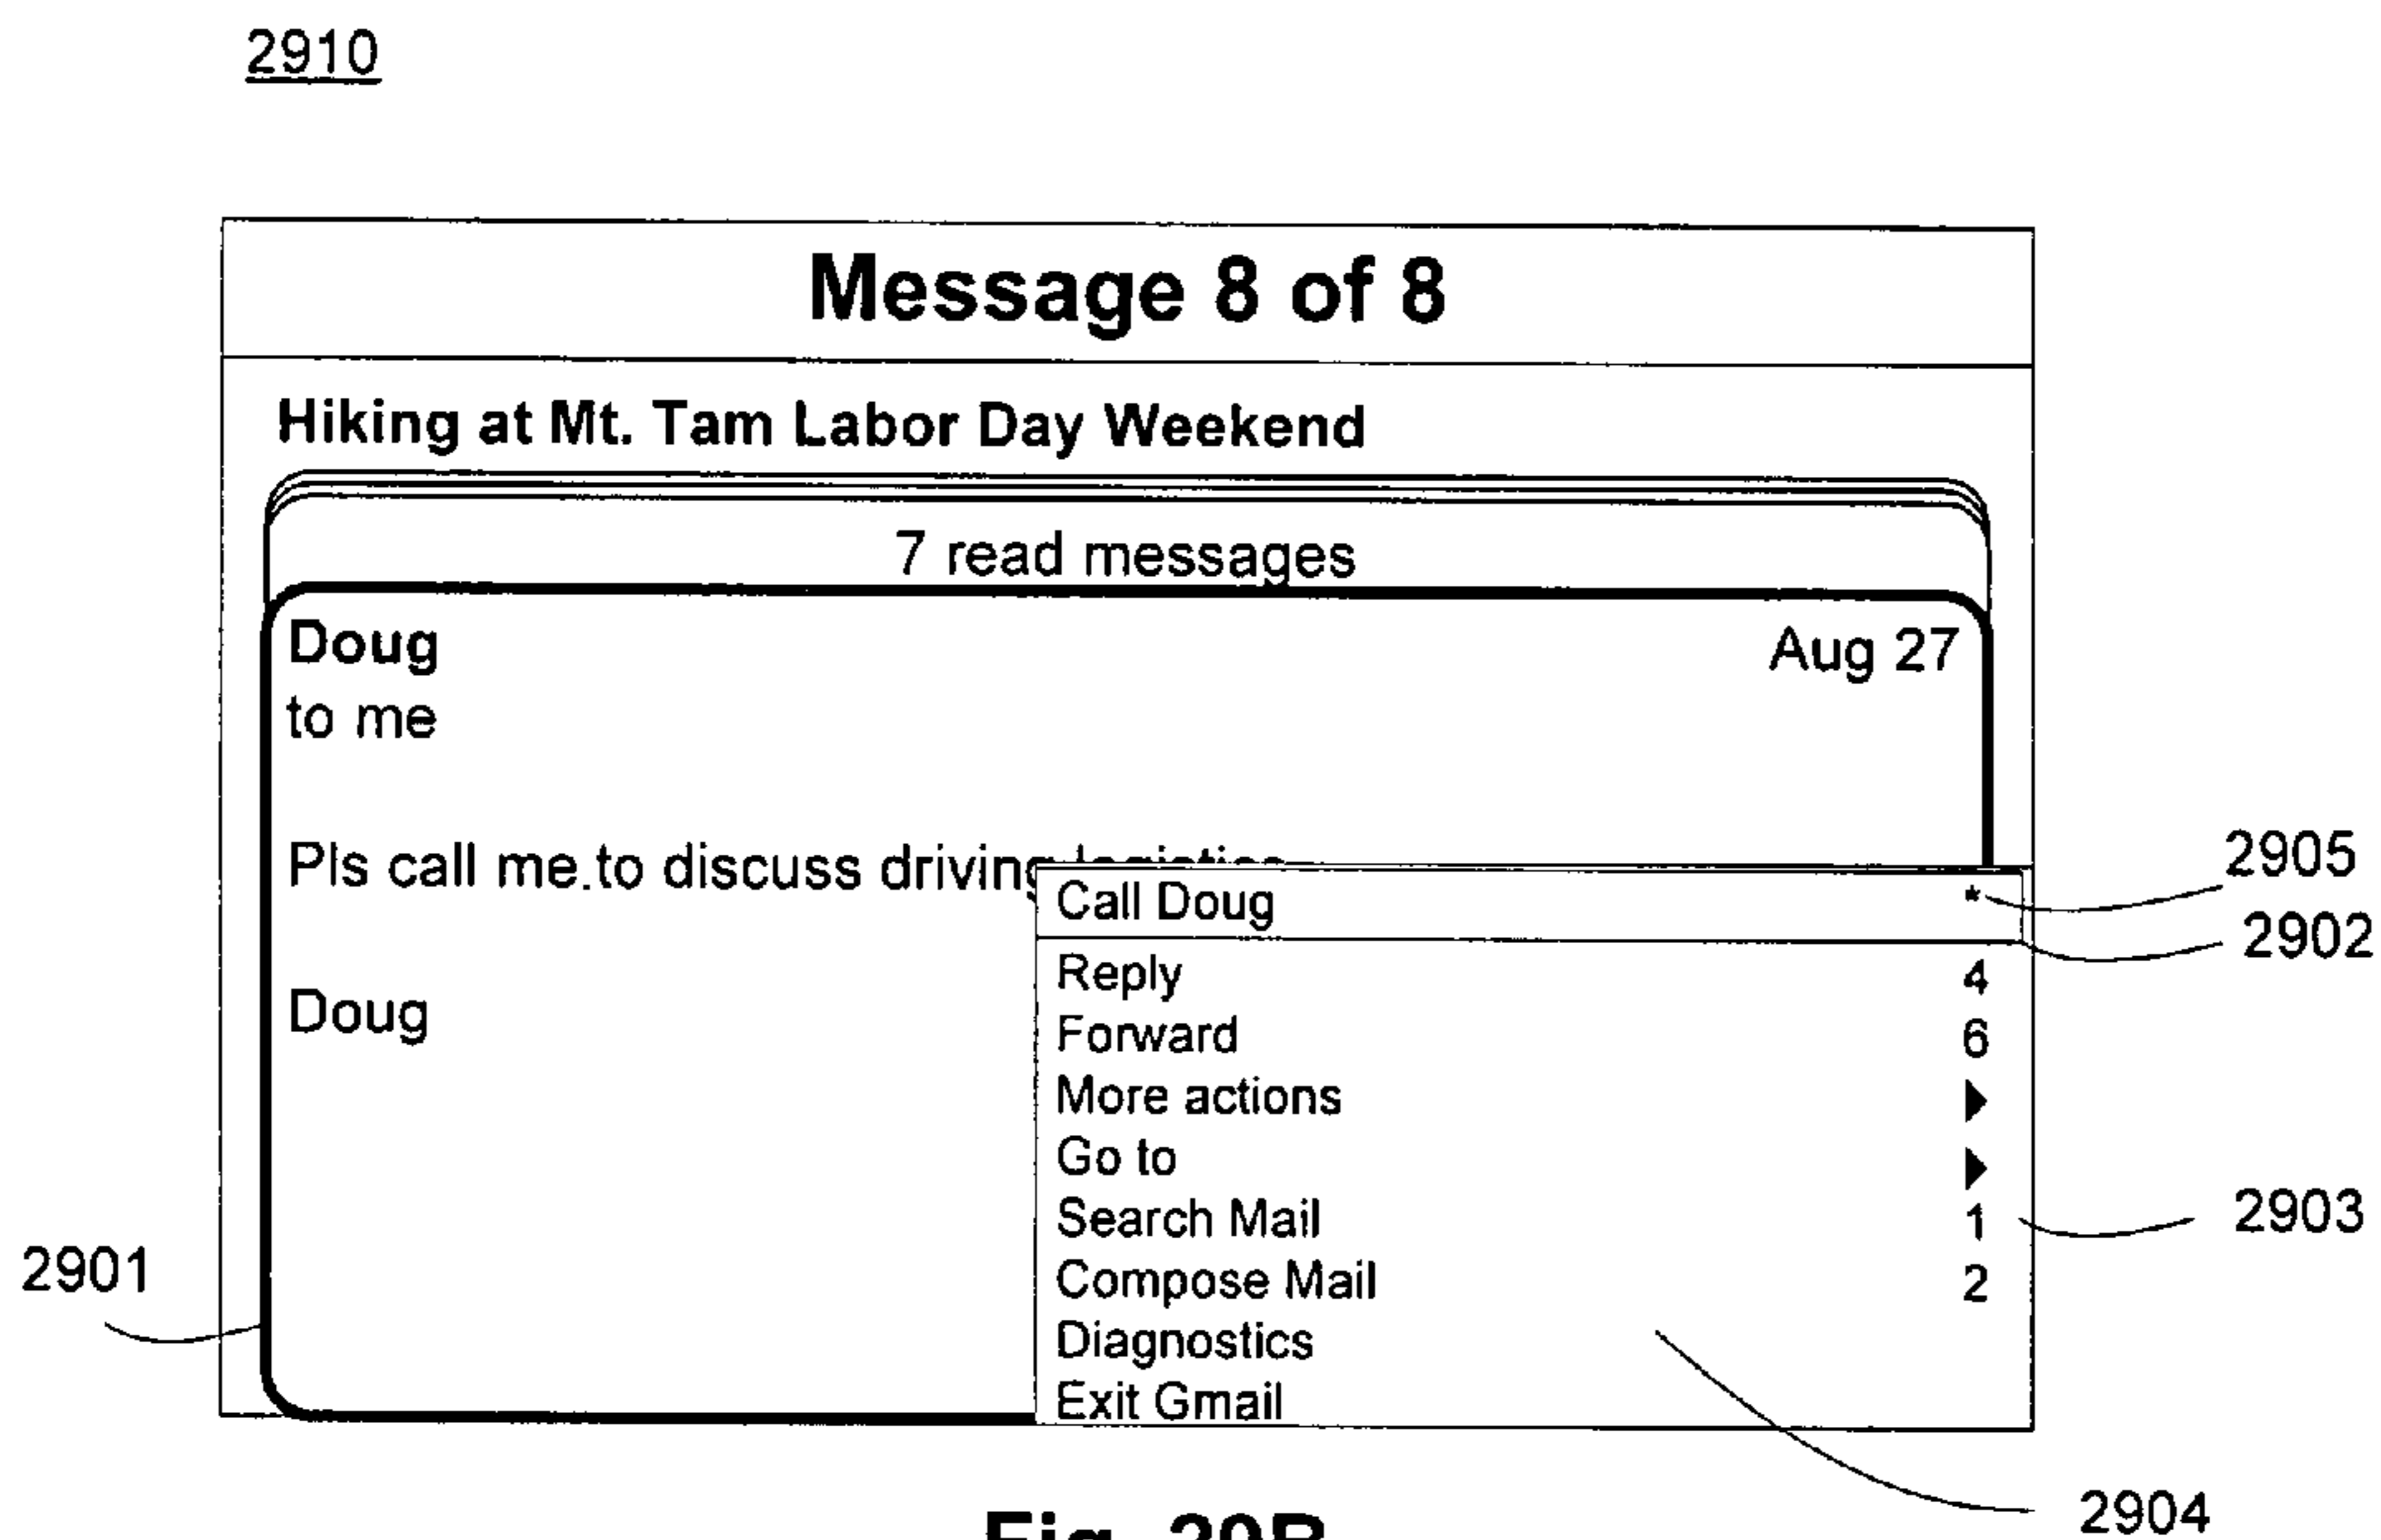 2910
Message 8 of 8
Hiking at Mt. Tam Labor Day Weekend
7 read messages
Doug Aug 27
to me
Pls call me.to discuss driving
Call Doug *
Reply 4
Doug
Forward 6
More actions ▶
Go to ▶
Search Mail 1
Compose Mail 2
Diagnostics
Exit Gmail
2905
2902
2903
2901
2904
Fig. 29B